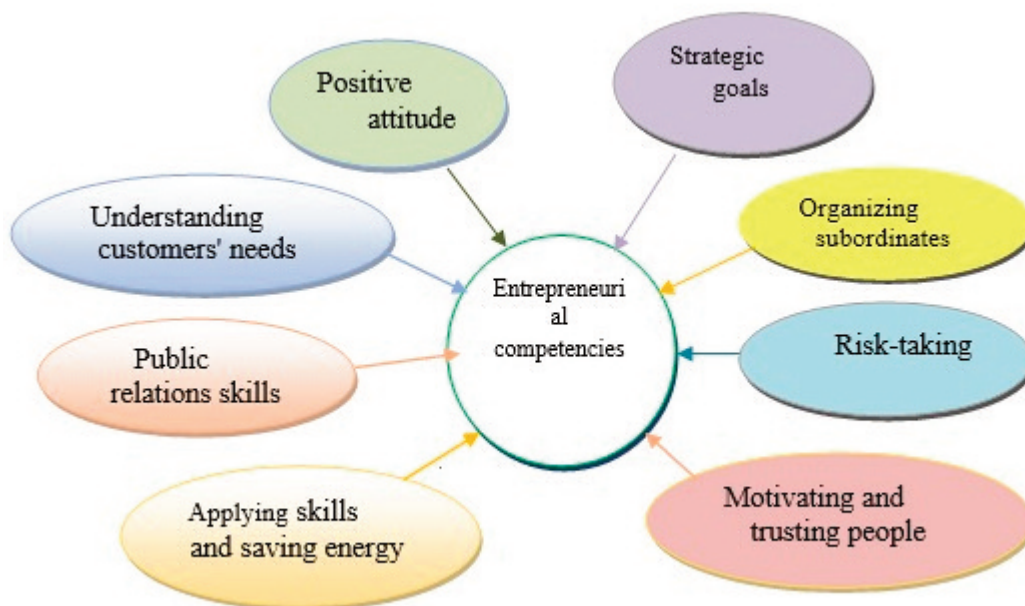 Positive
attitude
Strategic
goals
Understanding
customers' needs
Organizing
subordinates
Entrepreneuri
al
competencies
Public
relations skills
Risk-taking
Applying skills
and saving energy
Motivating and
trusting people